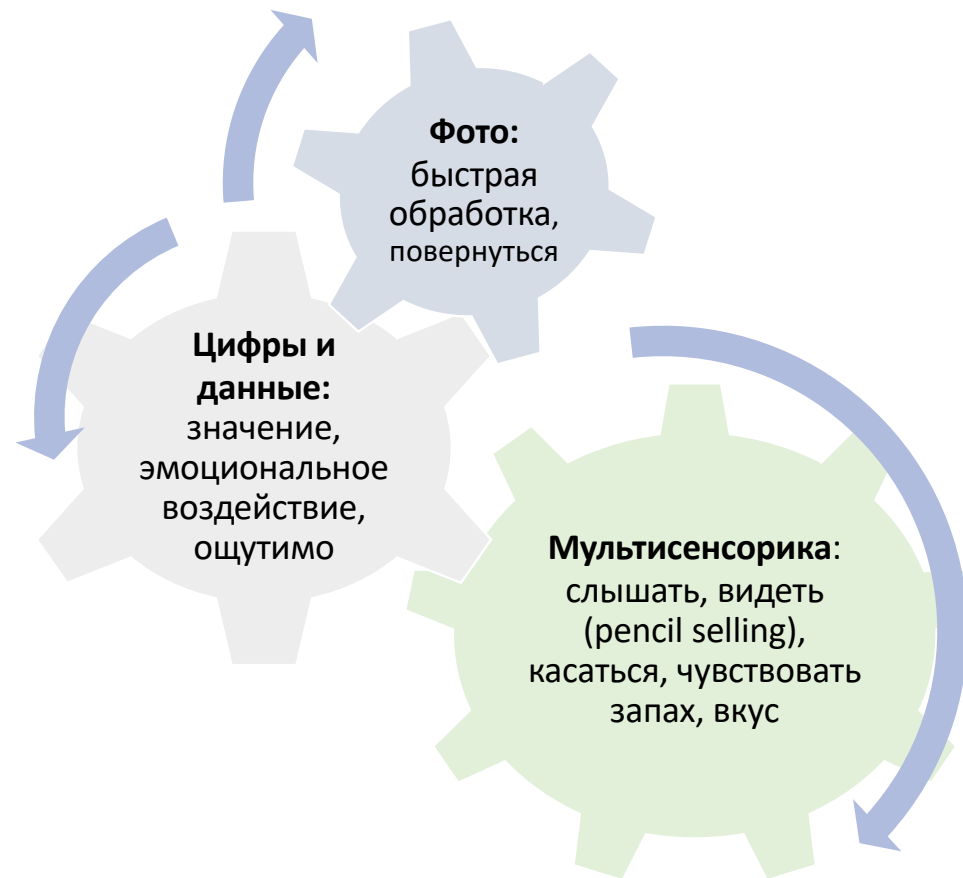 Фото:
быстрая
обработка,
повернуться
Цифры и
данные:
значение,
эмоциональное
воздействие,
ощутимо
Мультисенсорика:
слышать, видеть
(pencil selling),
касаться, чувствовать
запах, вкус